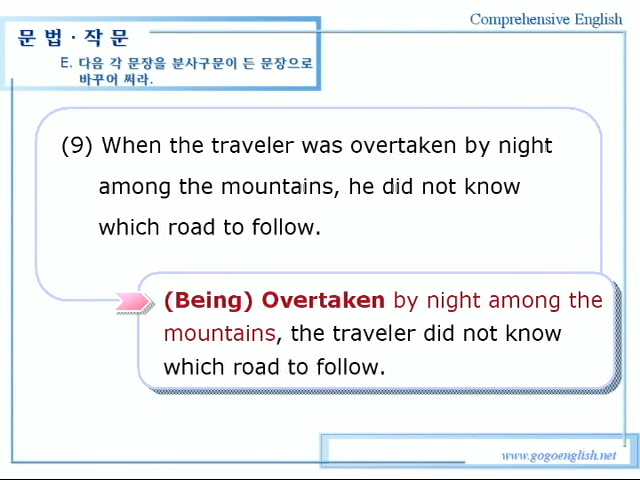 Comprehensive English
문 법 · 작 문
E. 다음 각 문장을 분사구문이 든 문장으로
바꾸어 써라.
(9) When the traveler was overtaken by night
among the mountains, he did not know
which road to follow.
(Being) Overtaken by night among the
mountains, the traveler did not know
which road to follow.
www.gogoenglish.net